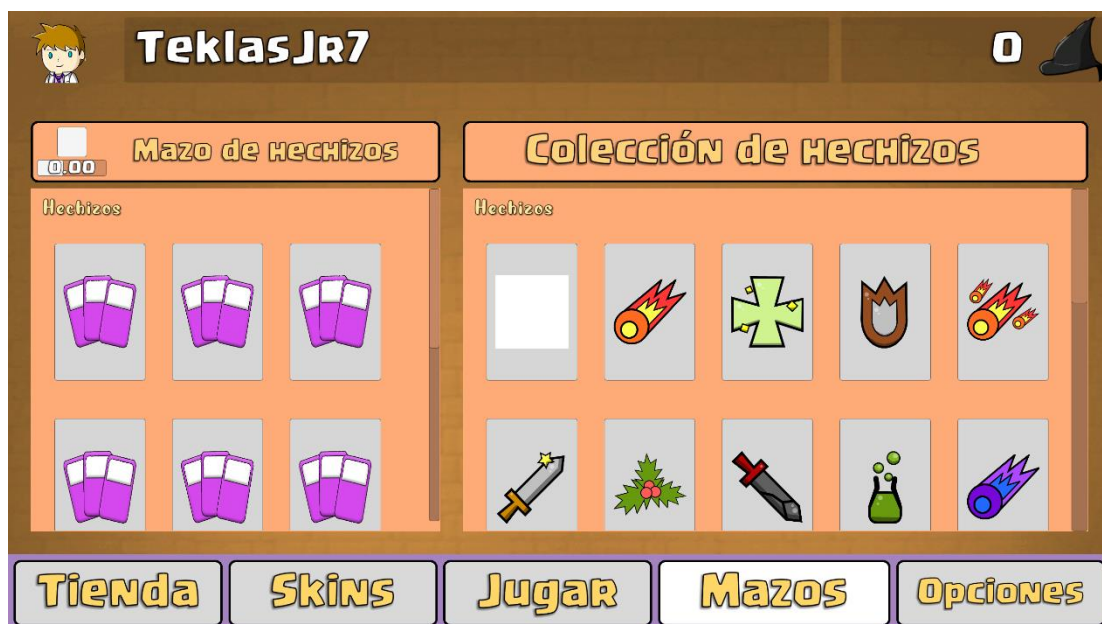 TeklasJR7
0
0.00
Mazo de hechizos
Colección de hechizos
Hechizos
Hechizos
Tienda
Skins
Jugar
Mazos
Opciones